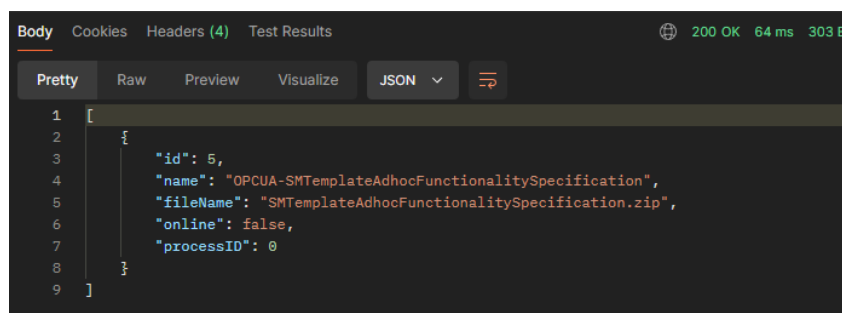 Body Cookies Headers (4) Test Results 200 OK 64 ms 303 B
Pretty Raw Preview Visualize JSON
1 [
2 {
3 "id": 5,
4 "name": "OPCUA-SMTemplateAdhocFunctionalitySpecification",
5 "fileName": "SMTemplateAdhocFunctionalitySpecification.zip",
6 "online": false,
7 "processID": 0
8 }
9 ]